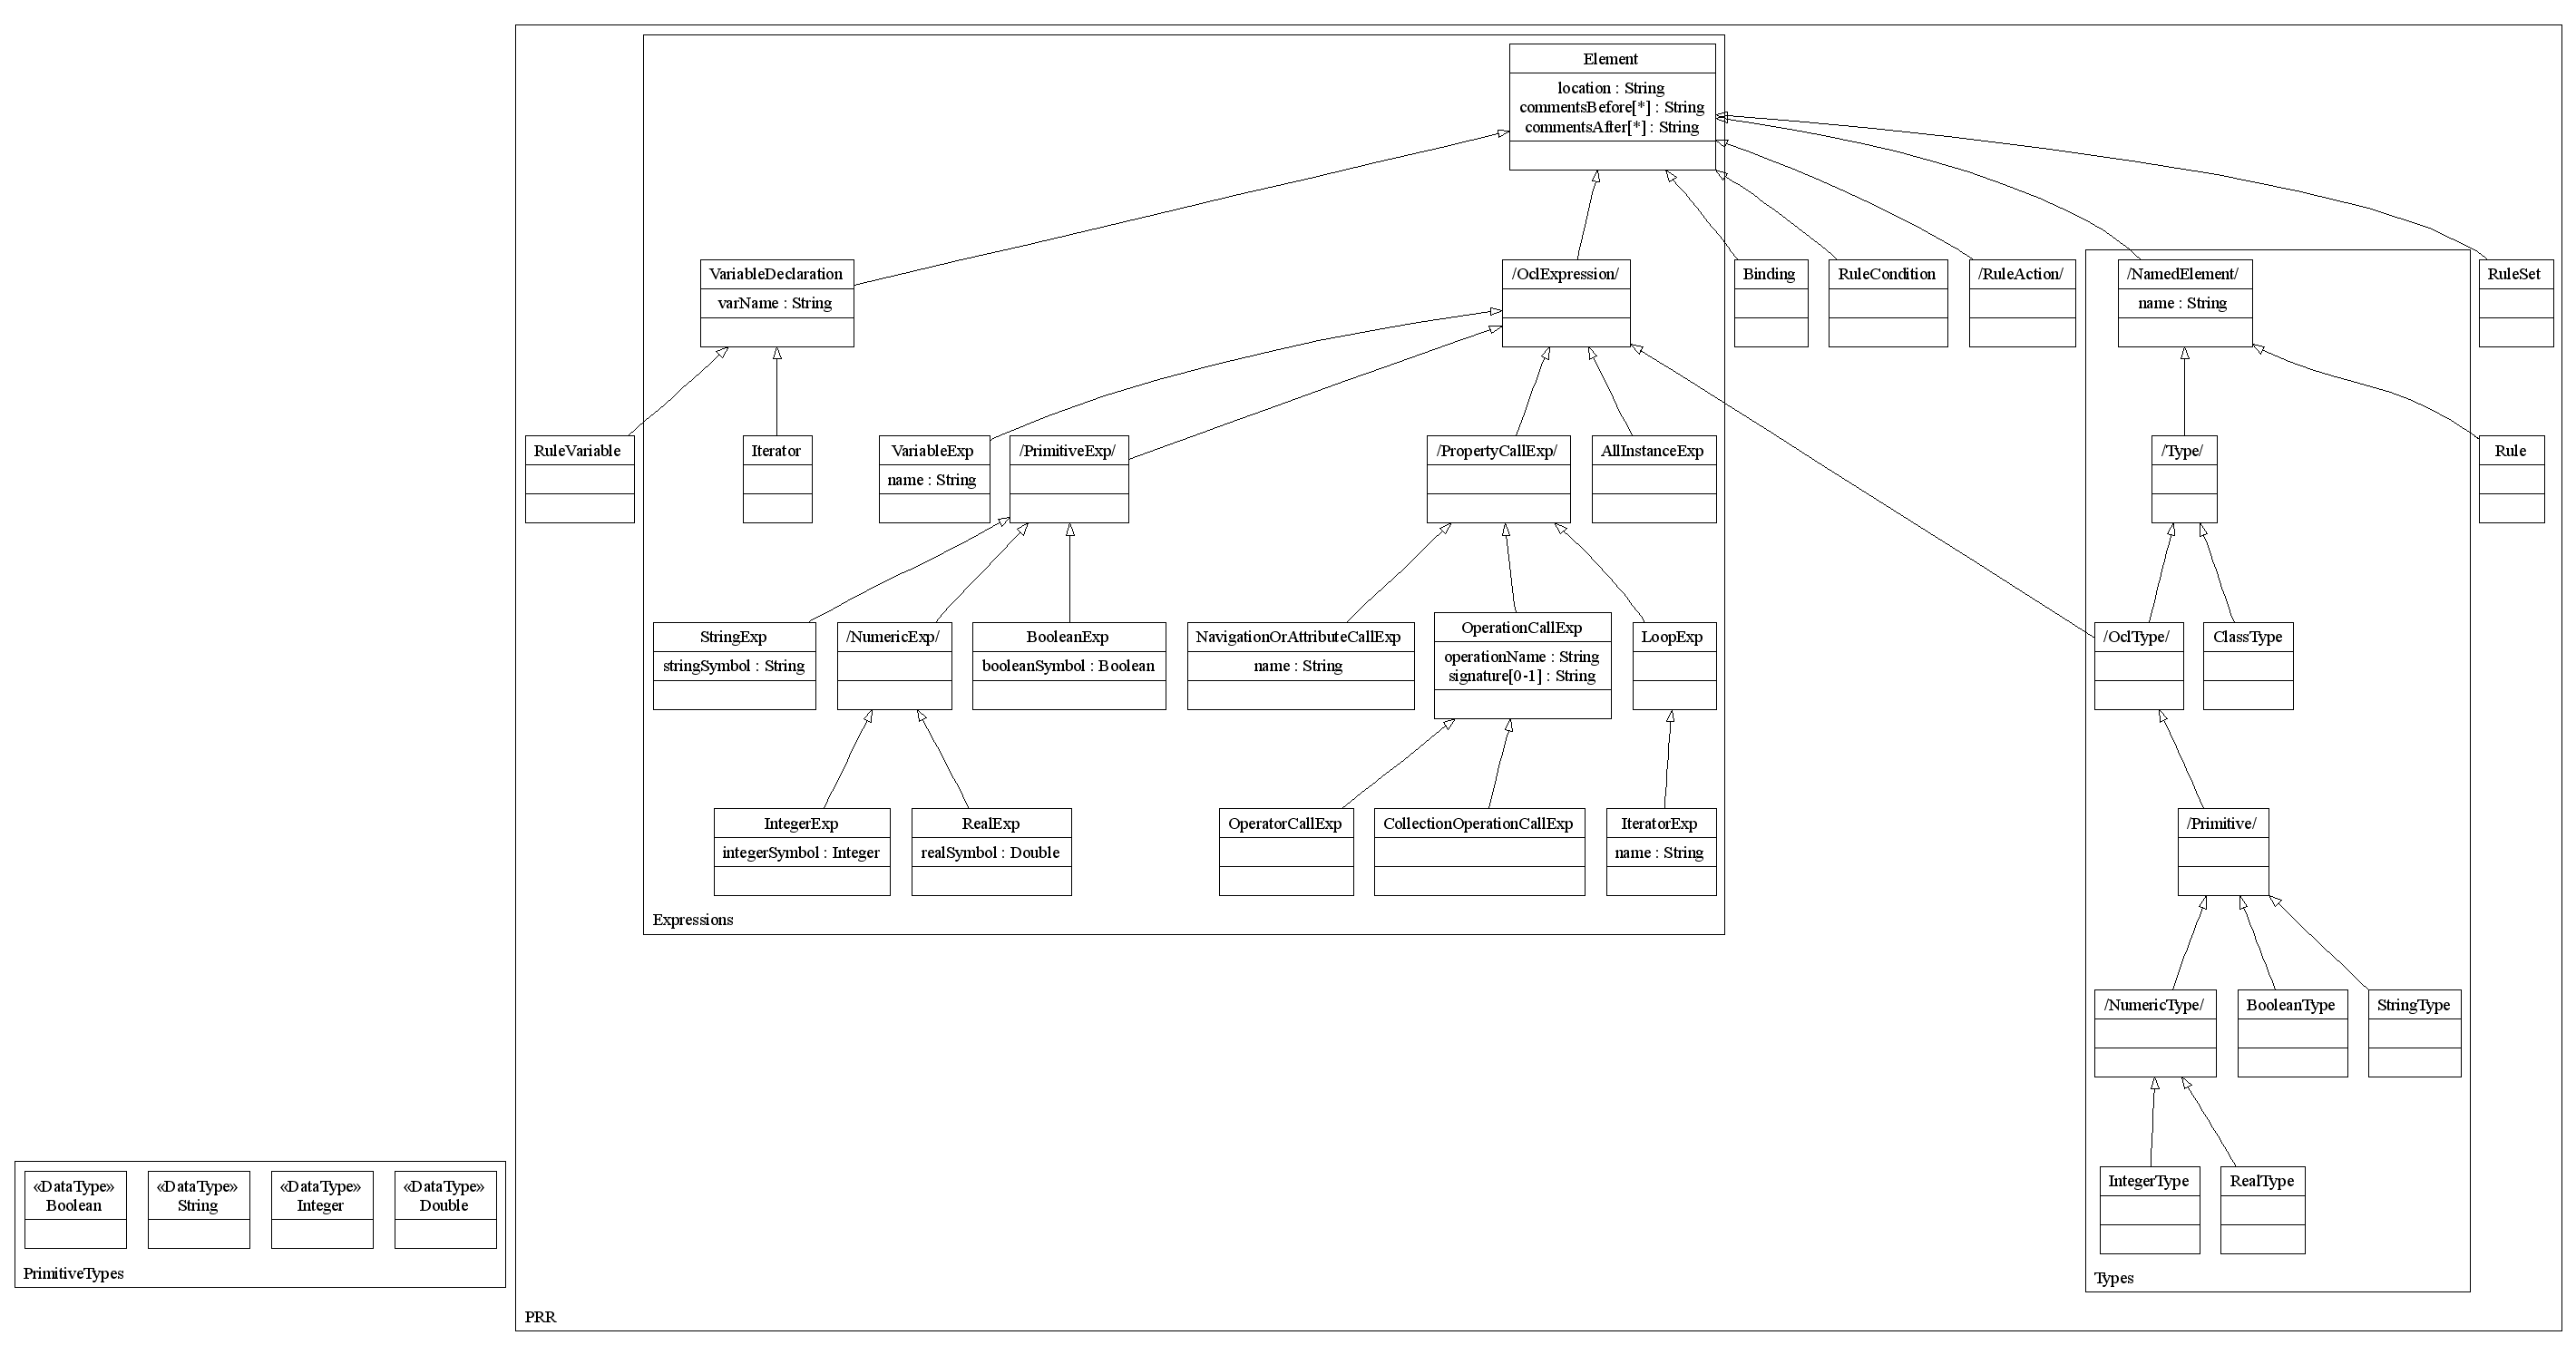 Element
location : String
commentsBefore[*] : String
commentsAfter[*] : String
VariableDeclaration
varName : String
/OclExpression/
Binding
RuleCondition
/RuleAction/
/NamedElement/
name : String
RuleSet
RuleVariable
Iterator
VariableExp
name : String
/PrimitiveExp/
/PropertyCallExp/
AllInstanceExp
/Type/
Rule
StringExp
stringSymbol : String
/NumericExp/
BooleanExp
booleanSymbol : Boolean
NavigationOrAttributeCallExp
name : String
OperationCallExp
operationName : String
signature[0-1] : String
LoopExp
/OclType/
ClassType
IntegerExp
integerSymbol : Integer
RealExp
realSymbol : Double
OperatorCallExp
CollectionOperationCallExp
IteratorExp
name : String
/Primitive/
Expressions
/NumericType/
BooleanType
StringType
IntegerType
RealType
Types
«DataType»
Boolean
«DataType»
String
«DataType»
Integer
«DataType»
Double
PrimitiveTypes
PRR